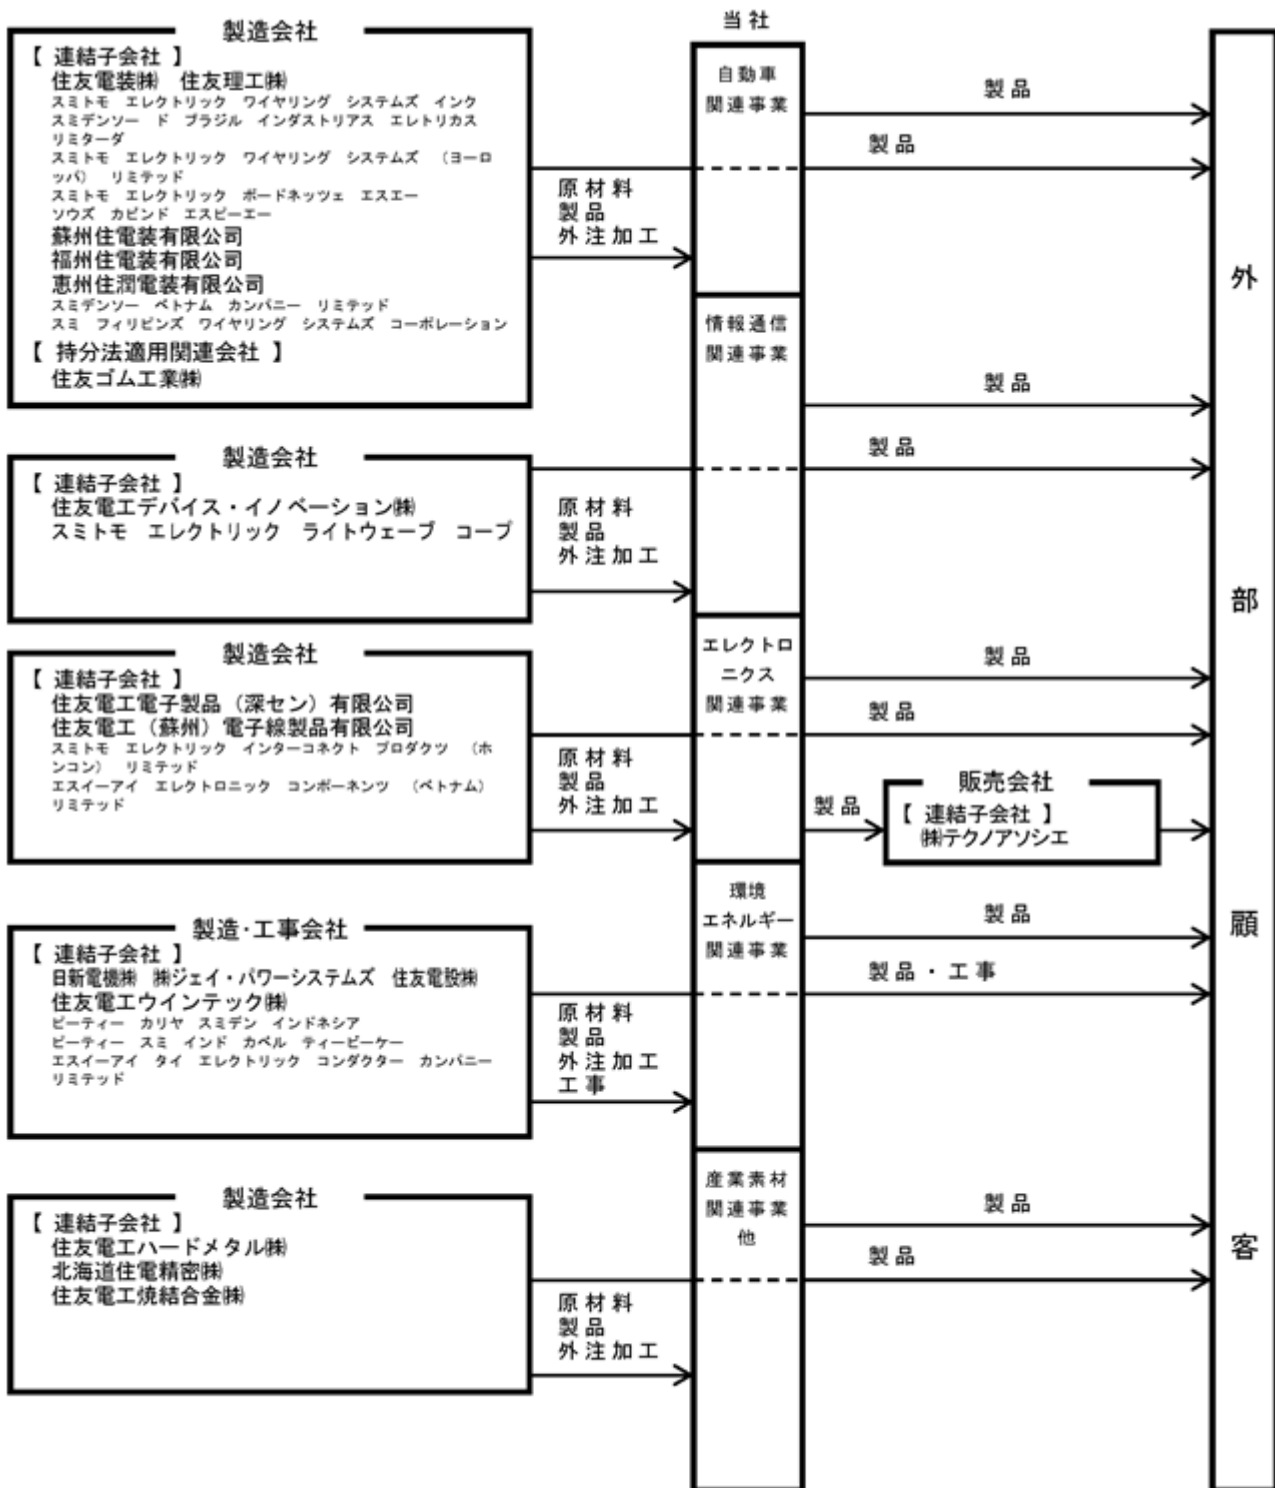 当社
製造会社
【 連結子会社 】
住友電装㈱　住友理工㈱
スミトモ　エレクトリック　ワイヤリング　システムズ　インク
スミデンソー　ド　ブラジル　インダストリアス　エレトリカス
リミターダ
スミトモ　エレクトリック　ワイヤリング　システムズ　（ヨーロ
ッパ）　リミテッド
スミトモ　エレクトリック　ボードネッツェ　エスエー
ソウズ　カビンド　エスピーエー
蘇州住電装有限公司
福州住電装有限公司
惠州住潤電装有限公司
スミデンソー　ベトナム　カンパニー　リミテッド
スミ　フィリピンズ　ワイヤリング　システムズ　コーポレーション
【 持分法適用関連会社 】
住友ゴム工業㈱
原材料
製品
外注加工
自動車
関連事業
製品
製品
製造会社
【 連結子会社 】
住友電工デバイス・イノベーション㈱
スミトモ　エレクトリック　ライトウェーブ　コープ
原材料
製品
外注加工
情報通信
関連事業
製品
製品
製造会社
【 連結子会社 】
住友電工電子製品（深セン）有限公司
住友電工（蘇州）電子線製品有限公司
スミトモ　エレクトリック　インターコネクト　プロダクツ　（ホ
ンコン）　リミテッド
エスイーアイ　エレクトロニック　コンポーネンツ　（ベトナム）
リミテッド
原材料
製品
外注加工
エレクトロ
ニクス
関連事業
製品
製品
製品
販売会社
【 連結子会社 】
㈱テクノアソシエ
製造・工事会社
【 連結子会社 】
日新電機㈱　㈱ジェイ・パワーシステムズ　住友電設㈱
住友電工ウインテック㈱
ピーティー　カリヤ　スミデン　インドネシア
ピーティー　スミ　インド　カベル　ティービーケー
エスイーアイ　タイ　エレクトリック　コンダクター　カンパニー
リミテッド
原材料
製品
外注加工
工事
環境
エネルギー
関連事業
製品
製品・工事
製造会社
【 連結子会社 】
住友電工ハードメタル㈱
北海道住電精密㈱
住友電工焼結合金㈱
原材料
製品
外注加工
産業素材
関連事業
他
製品
製品
外
部
顧
客